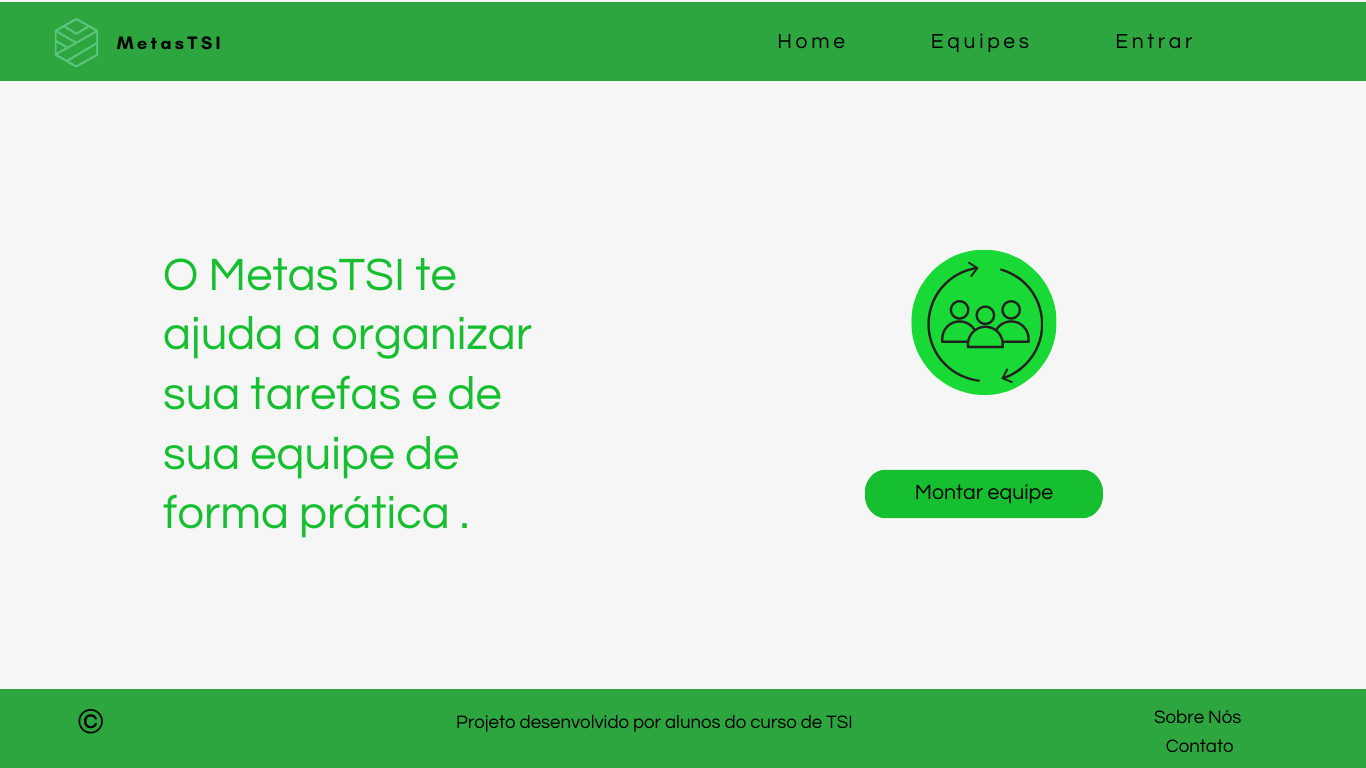 MetasTSI
Home
Equipes
Entrar
O MetasTSI te
ajuda a organizar
sua tarefas e de
sua equipe de
forma prática .
Montar equipe
©
Projeto desenvolvido por alunos do curso de TSI
Sobre Nós
Contato